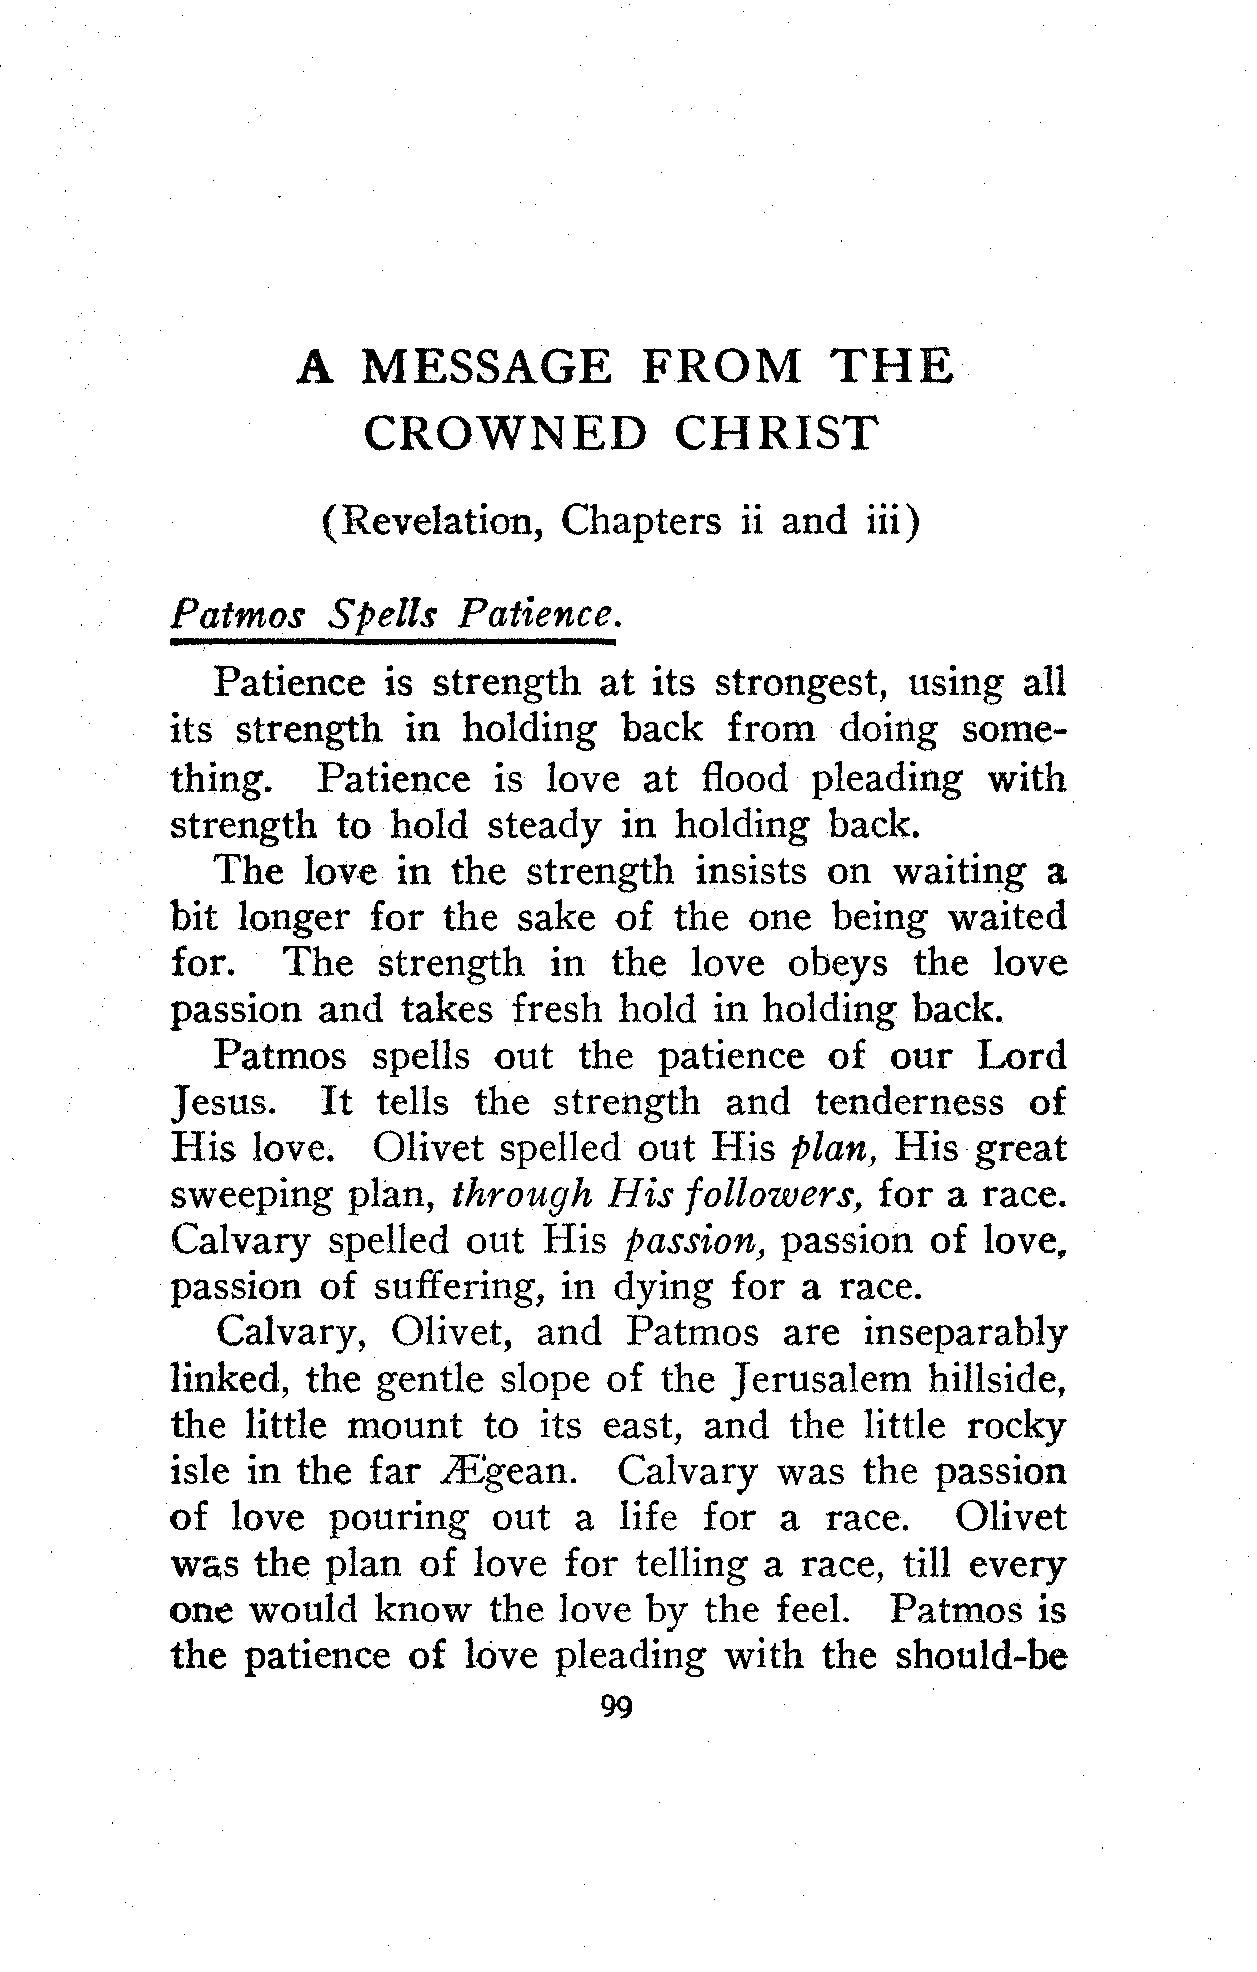 A MESSAGE FROM THE
CROWNED CHRIST
(Revelation, Chapters ii and iii)
Patmos Spells Patience.
Patience is strength at its strongest, using all
its strength in holding back from doing some-
thing. Patience is love at flood pleading with
strength to hold steady in holding back.
The love in the strength insists on waiting a
bit longer for the sake of the one being waited
for. The strength in the love obeys the love
passion and takes fresh hold in holding back.
Patmos spells out the patience of our Lord
Jesus. It tells the strength and tenderness of
His love. Olivet spelled out His plan, His great
sweeping plan, through His followers, for a race.
Calvary spelled out His passion, passion of love,
passion of suffering, in dying for a race.
Calvary, Olivet, and Patmos are inseparably
linked, the gentle slope of the Jerusalem hillside,
the little mount to its east, and the little rocky
isle in the far Ægean. Calvary was the passion
of love pouring out a life for a race. Olivet
was the plan of love for telling a race, till every
one would know the love by the feel. Patmos is
the patience of love pleading with the should-be
99